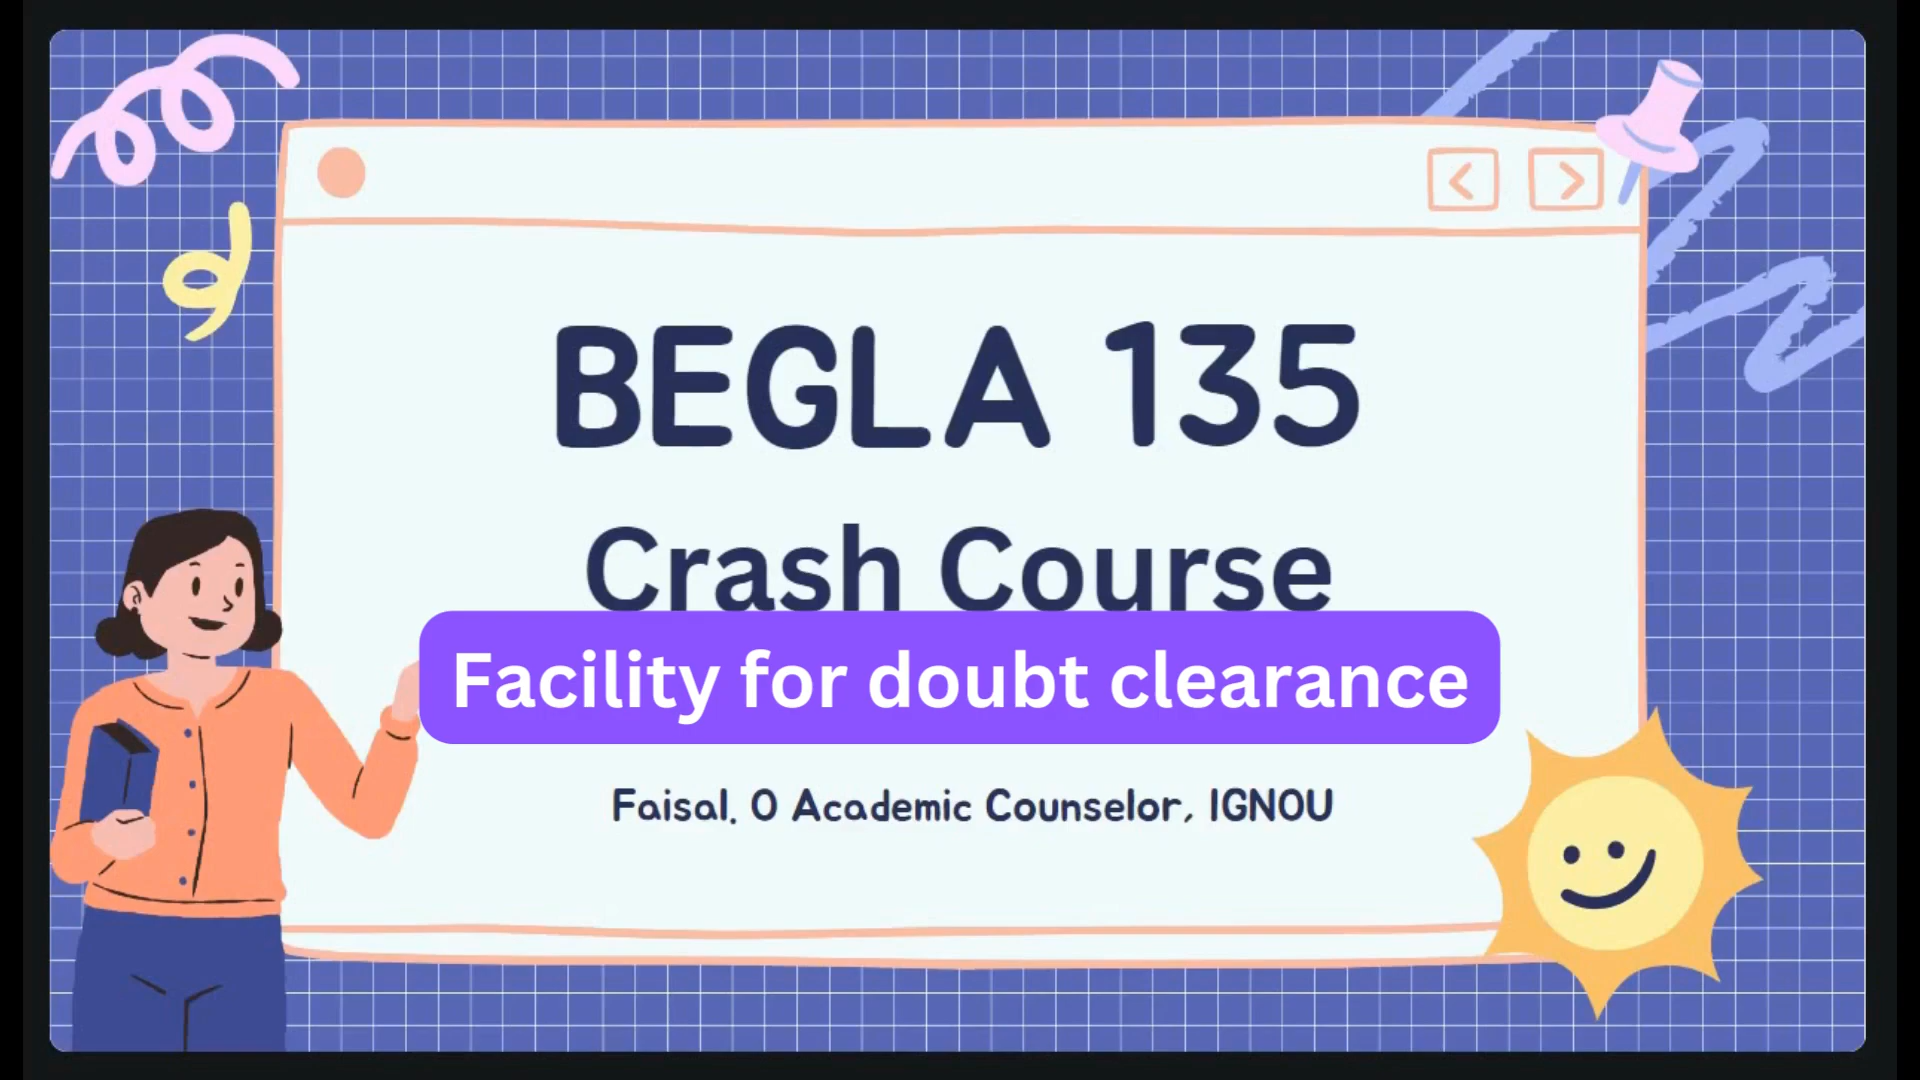 BEGLA 135
Crash Course
Facility for doubt clearance
Faisal. O Academic Counselor, IGNOU